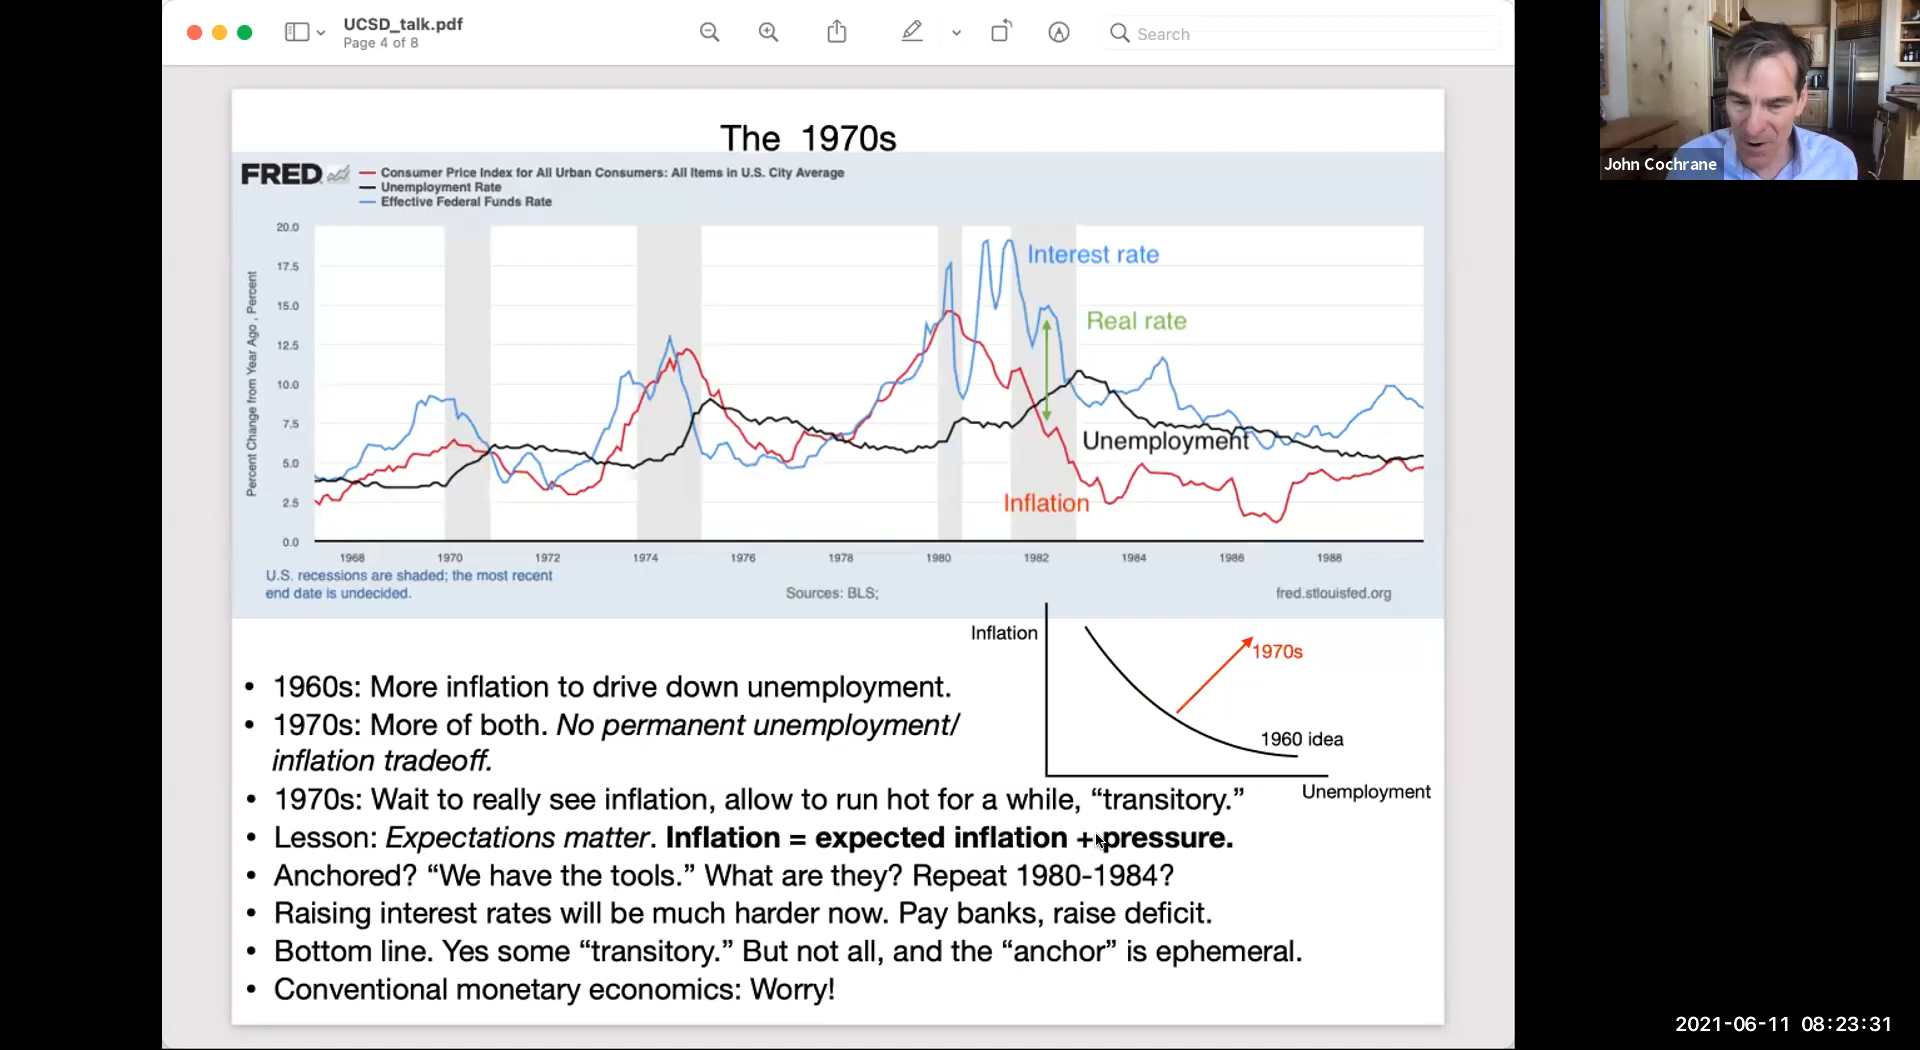 UCSD_talk.pdf
Page 4 of 8
Search
John Cochrane
The 1970s
FRED
Consumer Price Index for All Urban Consumers: All Items in U.S. City Average
Unemployment Rate
Effective Federal Funds Rate
Percent Change from Year Ago , Percent
20.0
17.5
15.0
12.5
10.0
7.5
5.0
2.5
0.0
Interest rate
Real rate
Unemployment
Inflation
1968 1970 1972 1974 1976 1978 1980 1982 1984 1986 1988
U.S. recessions are shaded; the most recent
end date is undecided.
Sources: BLS;
fred.stlouisfed.org
Inflation
1970s
1960 idea
Unemployment
• 1960s: More inflation to drive down unemployment.
• 1970s: More of both. No permanent unemployment/
inflation tradeoff.
• 1970s: Wait to really see inflation, allow to run hot for a while, “transitory.”
• Lesson: Expectations matter. Inflation = expected inflation + pressure.
• Anchored? “We have the tools.” What are they? Repeat 1980-1984?
• Raising interest rates will be much harder now. Pay banks, raise deficit.
• Bottom line. Yes some “transitory.” But not all, and the “anchor” is ephemeral.
• Conventional monetary economics: Worry!
2021-06-11 08:23:31